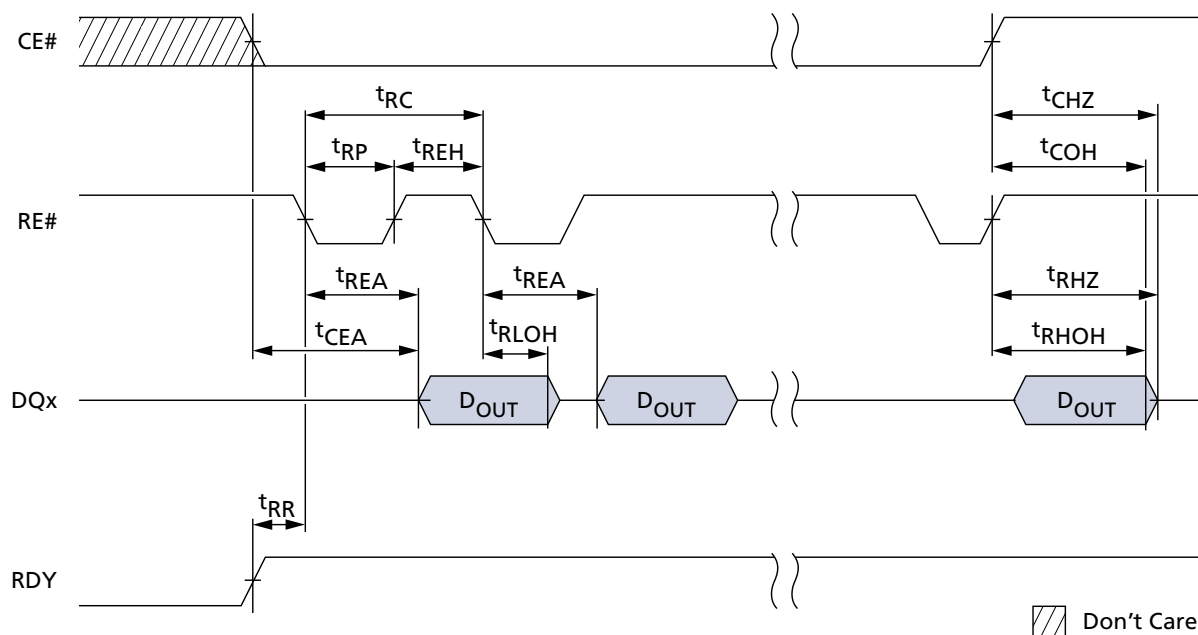 CE#
tRC
tCHZ
tRP
tREH
tCOH
RE#
tREA
tREA
tRHZ
tCEA
tRLOH
tRHOH
DQx
DOUT
DOUT
DOUT
tRR
RDY
Don't Care